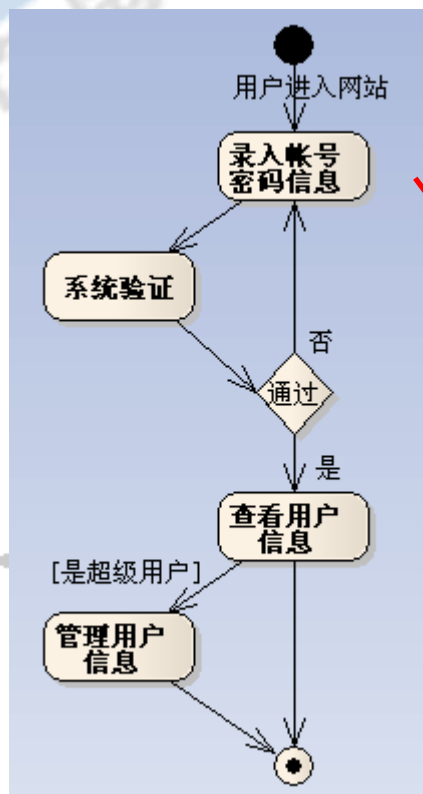 用户进入网站
录入帐号
密码信息
系统验证
否
通过
是
查看用户
信息
[是超级用户]
管理用户
信息